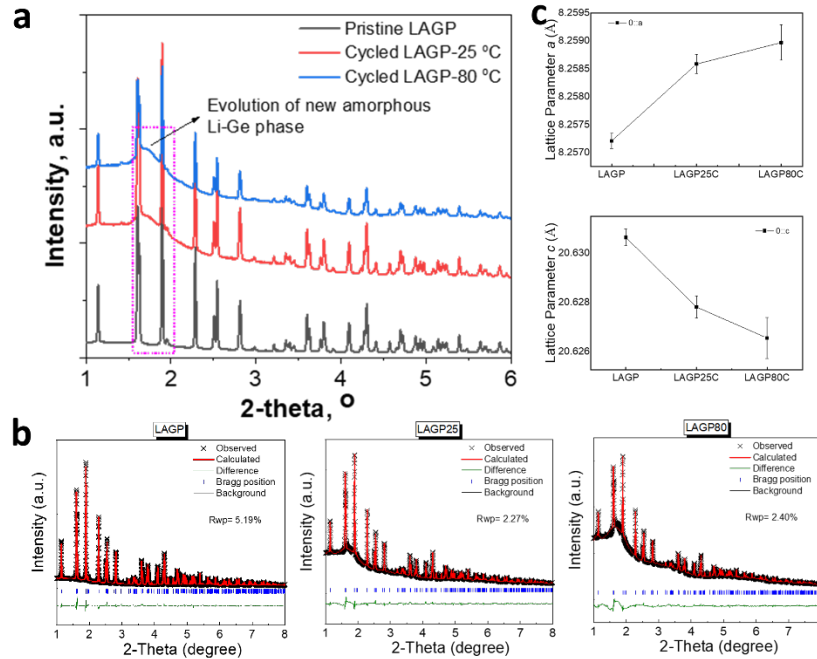 a
Pristine LAGP
Cycled LAGP-25 ºC
Cycled LAGP-80 ºC
Evolution of new amorphous
Li-Ge phase
Intensity, a.u.
1 2 3 4 5 6
2-theta, º
c
Lattice Parameter a (Å)
8.2595
8.2590
8.2585
8.2580
8.2575
8.2570
0::a
LAGP LAGP25C LAGP80C
Lattice Parameter c (Å)
20.630
20.628
20.626
0::c
LAGP LAGP25C LAGP80C
b
LAGP
Observed
Calculated
Difference
Bragg position
Background
Rwp= 5.19%
Intensity (a.u.)
1 2 3 4 5 6 7 8
2-Theta (degree)
LAGP25
Observed
Calculated
Difference
Bragg position
Background
Rwp= 2.27%
Intensity (a.u.)
1 2 3 4 5 6 7 8
2-Theta (degree)
LAGP80
Observed
Calculated
Difference
Bragg position
Background
Rwp= 2.40%
Intensity (a.u.)
1 2 3 4 5 6 7 8
2-Theta (degree)